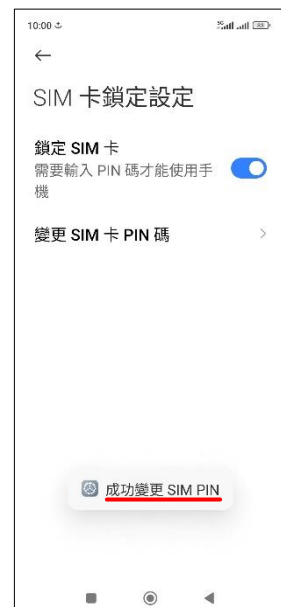 10:00
SIM 卡鎖定設定
鎖定 SIM 卡
需要輸入 PIN 碼才能使用手
機
變更 SIM 卡 PIN 碼
成功變更 SIM PIN